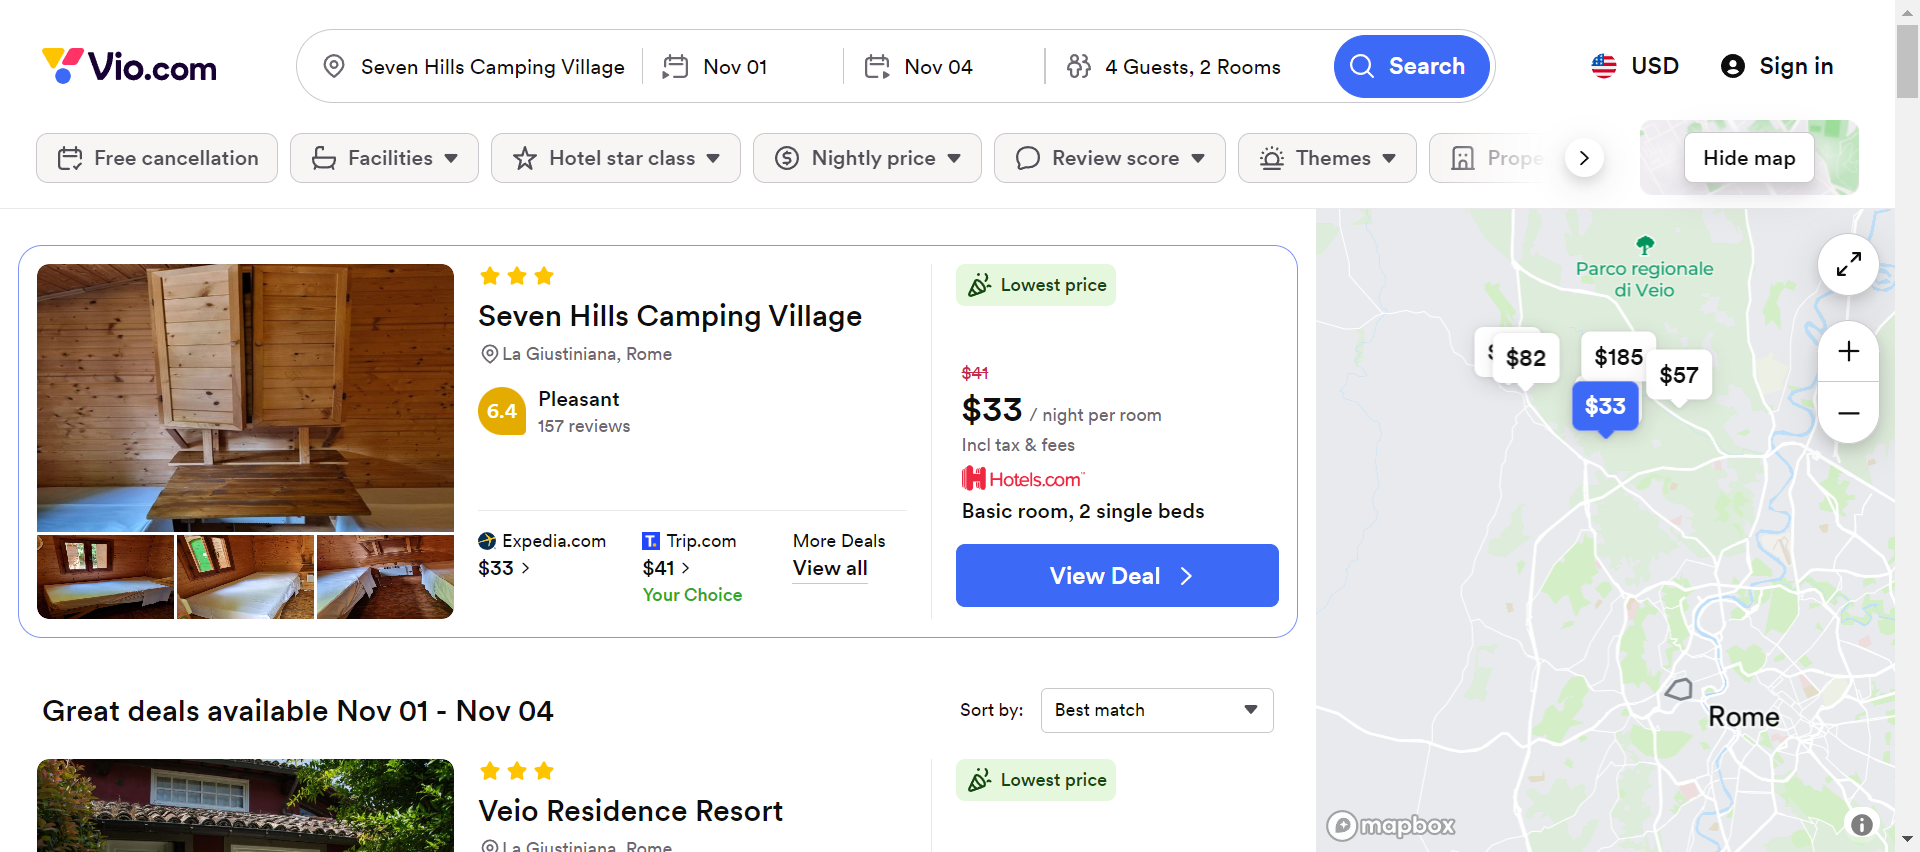 Vio.com
Seven Hills Camping Village
Nov 01
Nov 04
4 Guests, 2 Rooms
Search
USD
Sign in
Free cancellation
Facilities
Hotel star class
Nightly price
Review score
Themes
Hide map
Seven Hills Camping Village
La Giustiniana, Rome
6.4
Pleasant
157 reviews
Expedia.com
$33
Trip.com
$41
Your Choice
More Deals
View all
Lowest price
$41
$33 / night per room
Incl tax & fees
Hotels.com
Basic room, 2 single beds
View Deal
Great deals available Nov 01 - Nov 04
Sort by:
Best match
Veio Residence Resort
La Giustiniana, Rome
Lowest price
Parco regionale
di Veio
$82
$185
$57
$33
Rome
mapbox